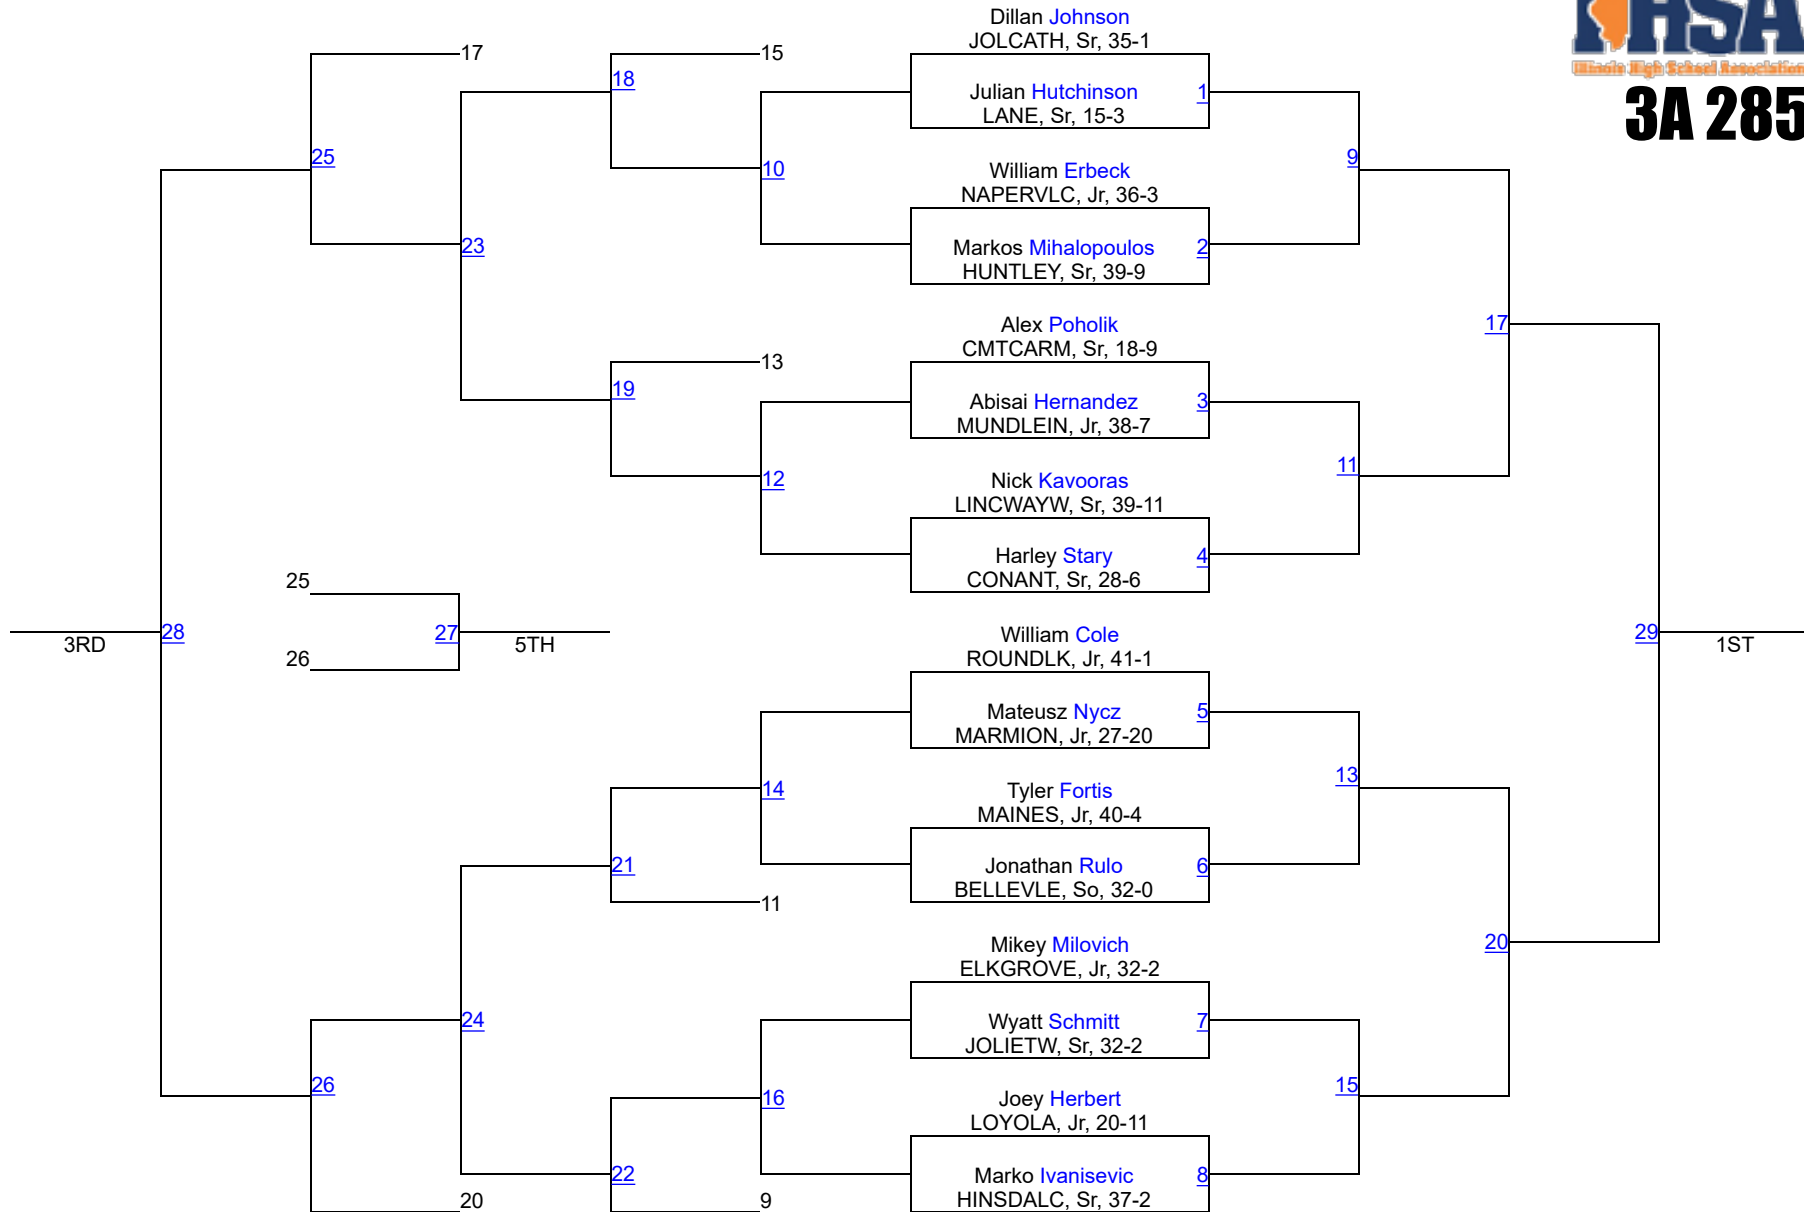 HSA
Illinois High School Association
3A 285
Dillan Johnson
JOLCATH, Sr, 35-1
17
15
18
Julian Hutchinson
1
LANE, Sr, 15-3
25
9
10
William Erbeck
NAPERVLC, Jr, 36-3
23
Markos Mihalopoulos
2
HUNTLEY, Sr, 39-9
Alex Poholik
17
CMTCARM, Sr, 18-9
13
19
Abisai Hernandez
3
MUNDLEIN, Jr, 38-7
11
12
Nick Kavooras
LINCWAYW, Sr, 39-11
Harley Stary
4
CONANT, Sr, 28-6
25
3RD
28
27
5TH
26
William Cole
ROUNDLK, Jr, 41-1
29
1ST
Mateusz Nycz
5
MARMION, Jr, 27-20
13
14
Tyler Fortis
MAINES, Jr, 40-4
21
Jonathan Rulo
6
BELLEVLE, So, 32-0
11
Mikey Milovich
20
ELKGROVE, Jr, 32-2
24
Wyatt Schmitt
7
JOLIETW, Sr, 32-2
26
15
16
Joey Herbert
LOYOLA, Jr, 20-11
22
Marko Ivanisevic
8
HINSDALC, Sr, 37-2
20
9